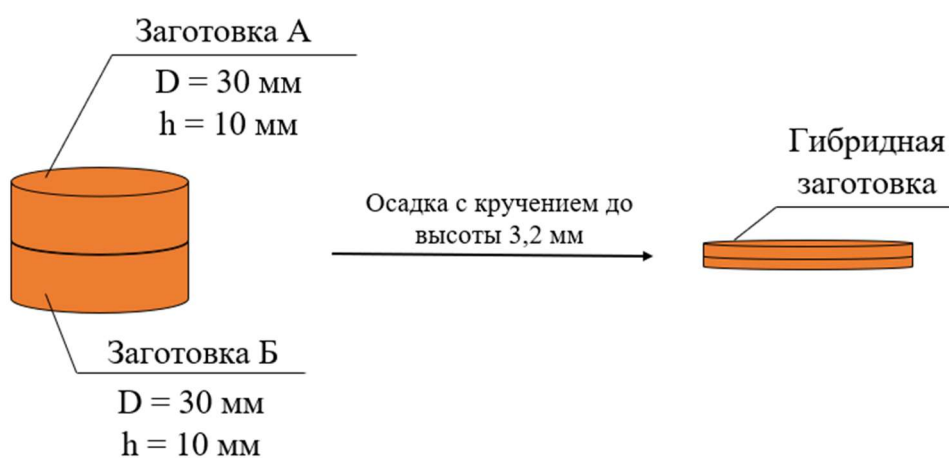 Заготовка А
D = 30 мм
h = 10 мм
Осадка с кручением до
высоты 3,2 мм
Гибридная
заготовка
Заготовка Б
D = 30 мм
h = 10 мм